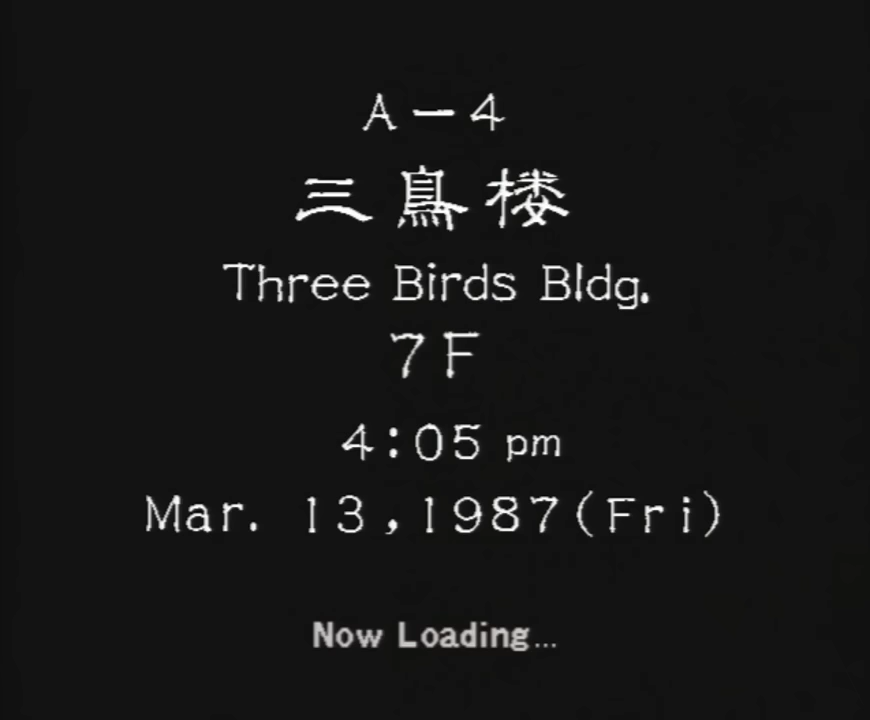 A－4
三鳥楼
Three Birds Bldg.
7F
4:05 pm
Mar. 13,1987(Fri)
Now Loading...